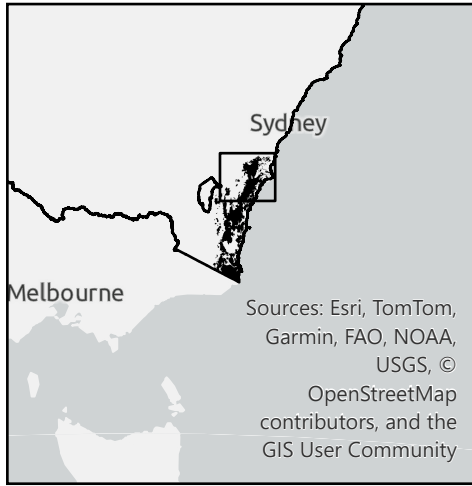 Sydney
Melbourne
Sources: Esri, TomTom,
Garmin, FAO, NOAA,
USGS, ©
OpenStreetMap
contributors, and the
GIS User Community